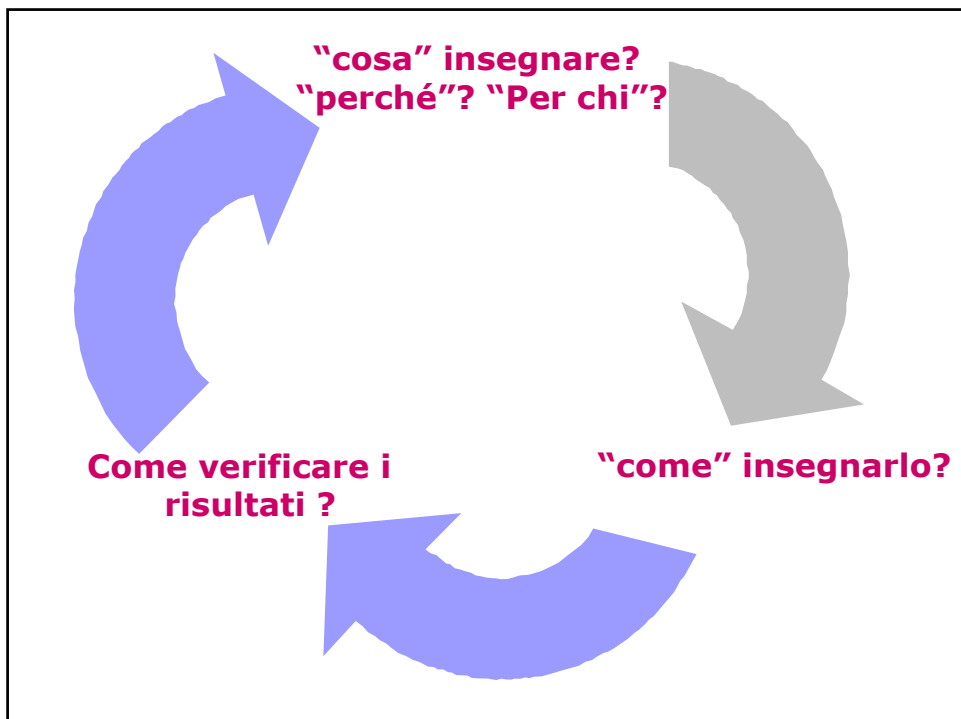 “cosa” insegnare?
“perché”? “Per chi”?
“come” insegnarlo?
Come verificare i
risultati ?